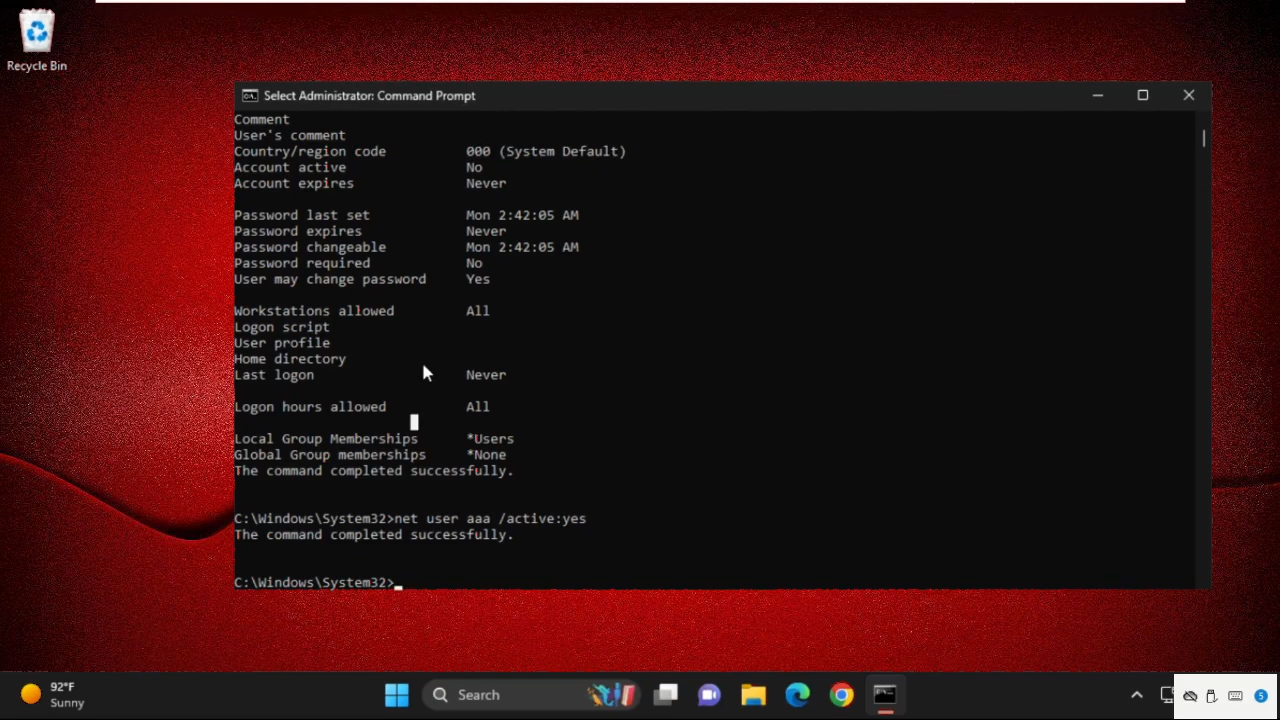 Recycle Bin
Select Administrator: Command Prompt
Comment
User's comment
Country/region code 000 (System Default)
Account active No
Account expires Never
Password last set Mon 2:42:05 AM
Password expires Never
Password changeable Mon 2:42:05 AM
Password required No
User may change password Yes
Workstations allowed All
Logon script
User profile
Home directory
Last logon Never
Logon hours allowed All
Local Group Memberships *Users
Global Group memberships *None
The command completed successfully.
C:\Windows\System32>net user aaa /active:yes
The command completed successfully.
C:\Windows\System32>
92°F
Sunny
Search
5